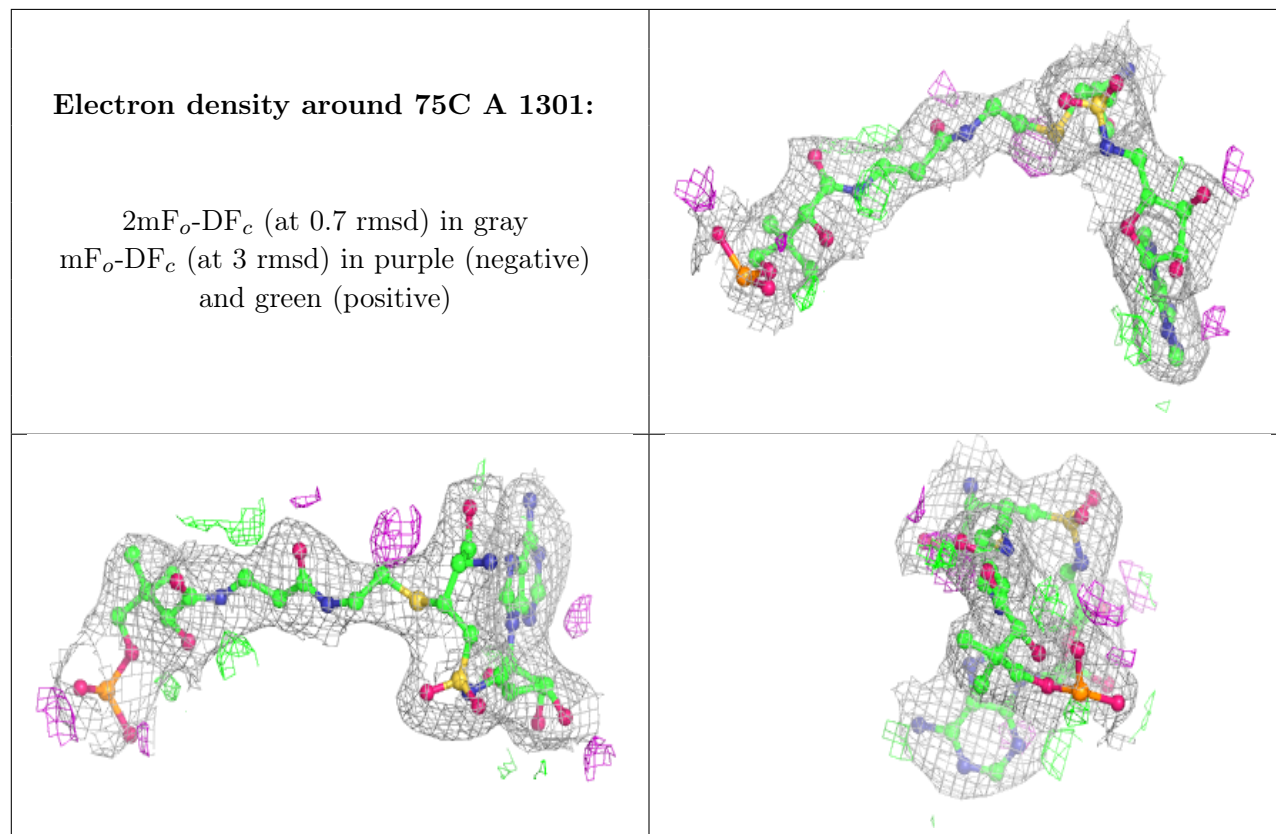 Electron density around 75C A 1301:
2mFo-DFc (at 0.7 rmsd) in gray
mFo-DFc (at 3 rmsd) in purple (negative)
and green (positive)